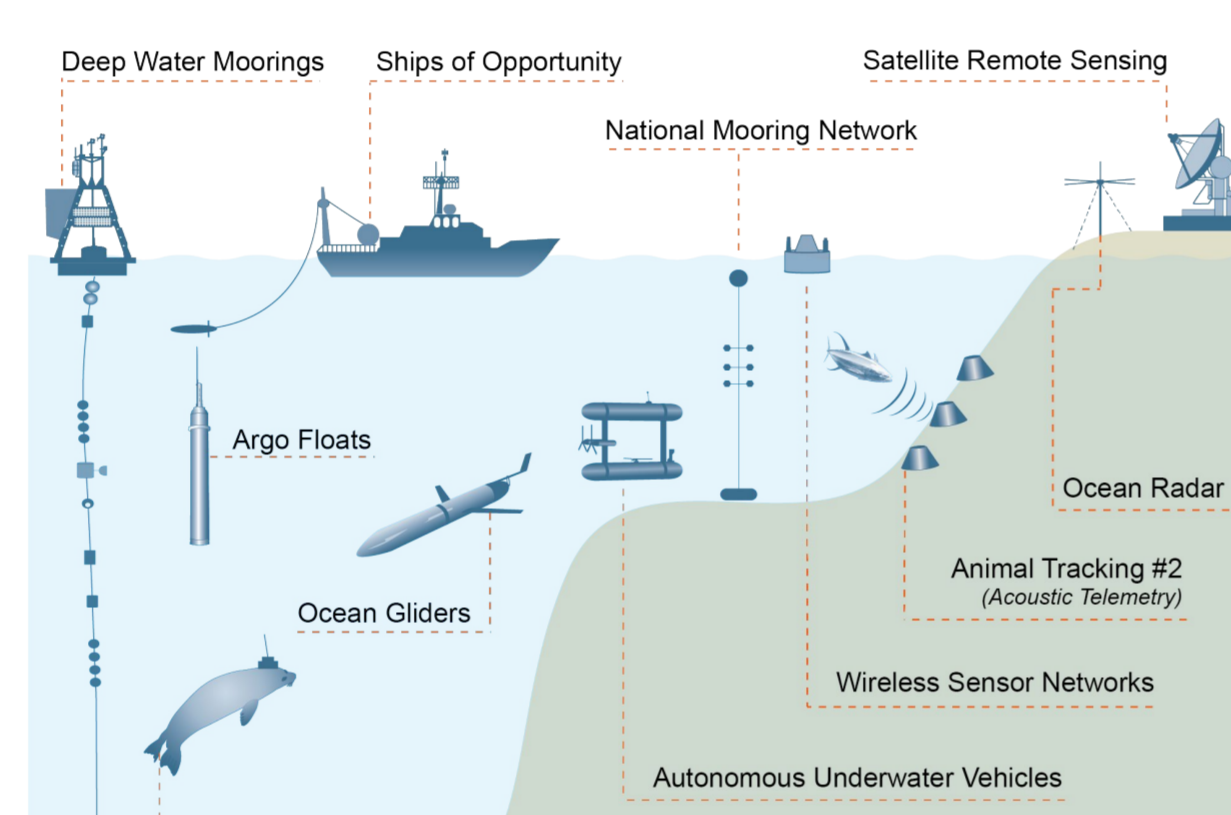 Deep Water Moorings
Ships of Opportunity
Satellite Remote Sensing
National Mooring Network
Argo Floats
Ocean Radar
Animal Tracking #2
(Acoustic Telemetry)
Ocean Gliders
Wireless Sensor Networks
Autonomous Underwater Vehicles